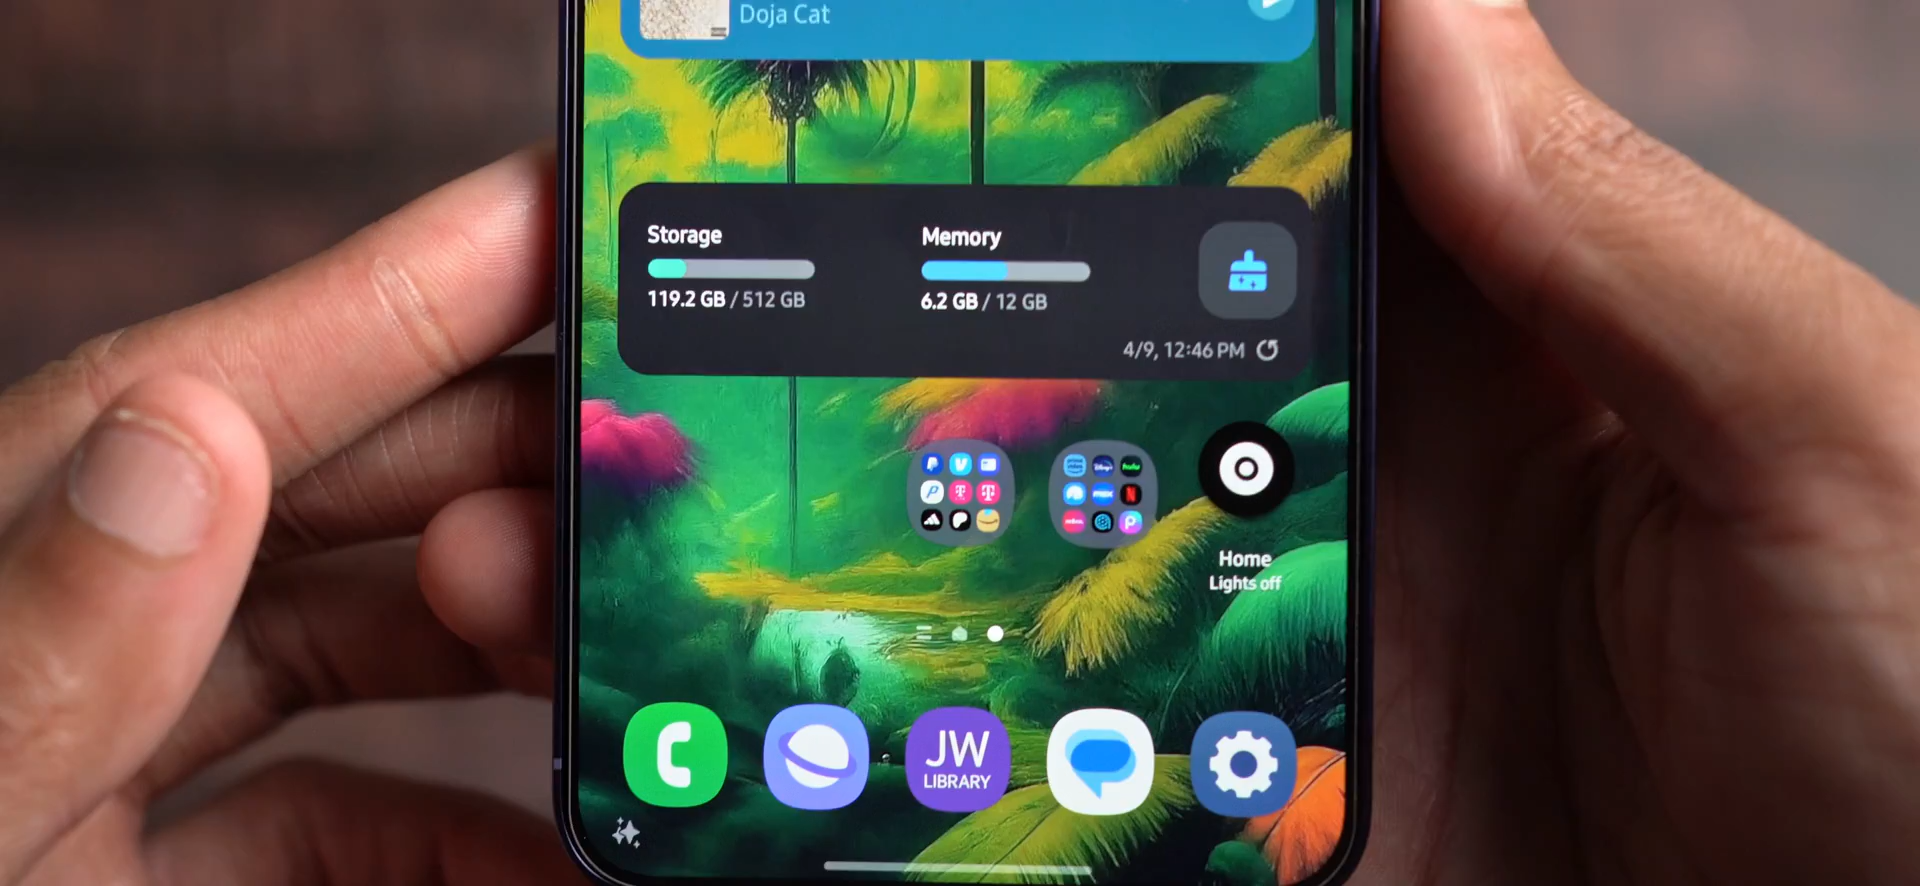 Doja Cat
Storage
119.2 GB / 512 GB
Memory
6.2 GB / 12 GB
4/9, 12:46 PM
Home
Lights off
JW
LIBRARY